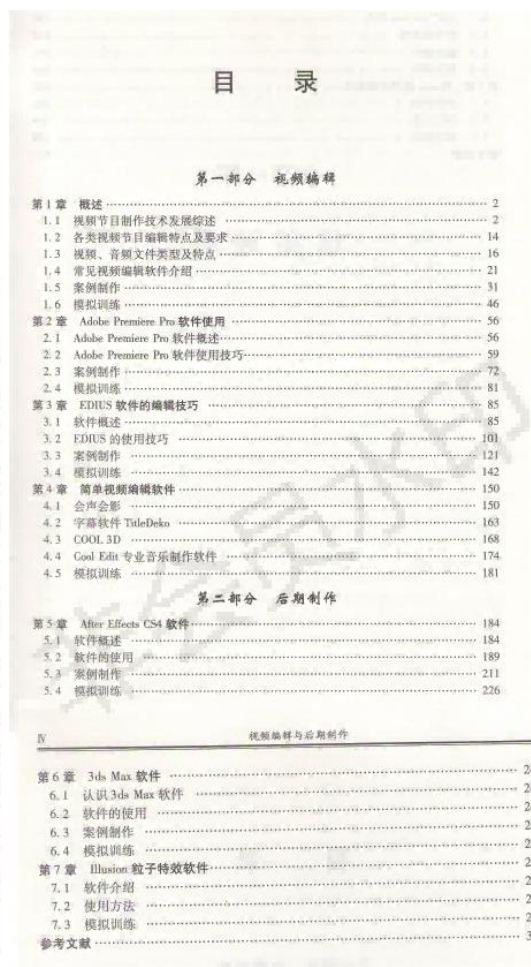 目 录
第一部分 视频编辑
第1章 概述 2
1.1 视频节目制作技术发展综述 2
1.2 各类视频节目编辑特点及要求 14
1.3 视频、音频文件类型及特点 16
1.4 常见视频编辑软件介绍 21
1.5 案例制作 31
1.6 模拟训练 46
第2章 Adobe Premiere Pro 软件使用 56
2.1 Adobe Premiere Pro 软件概述 56
2.2 Adobe Premiere Pro 软件使用技巧 59
2.3 案例制作 72
2.4 模拟训练 81
第3章 EDIUS 软件的编辑技巧 85
3.1 软件概述 85
3.2 EDIUS 的使用技巧 101
3.3 案例制作 121
3.4 模拟训练 142
第4章 简单视频编辑软件 150
4.1 会声会影 150
4.2 字幕软件 TitleDeko 163
4.3 COOL 3D 168
4.4 Cool Edit 专业音乐制作软件 174
4.5 模拟训练 181
第二部分 后期制作
第5章 After Effects CS4 软件 184
5.1 软件概述 184
5.2 软件的使用 189
5.3 案例制作 211
5.4 模拟训练 226
IV 视频编辑与后期制作
第6章 3ds Max 软件
6.1 认识 3ds Max 软件
6.2 软件的使用
6.3 案例制作
6.4 模拟训练
第7章 Illusion 粒子特效软件
7.1 软件介绍
7.2 使用方法
7.3 模拟训练
参考文献
非会员水印